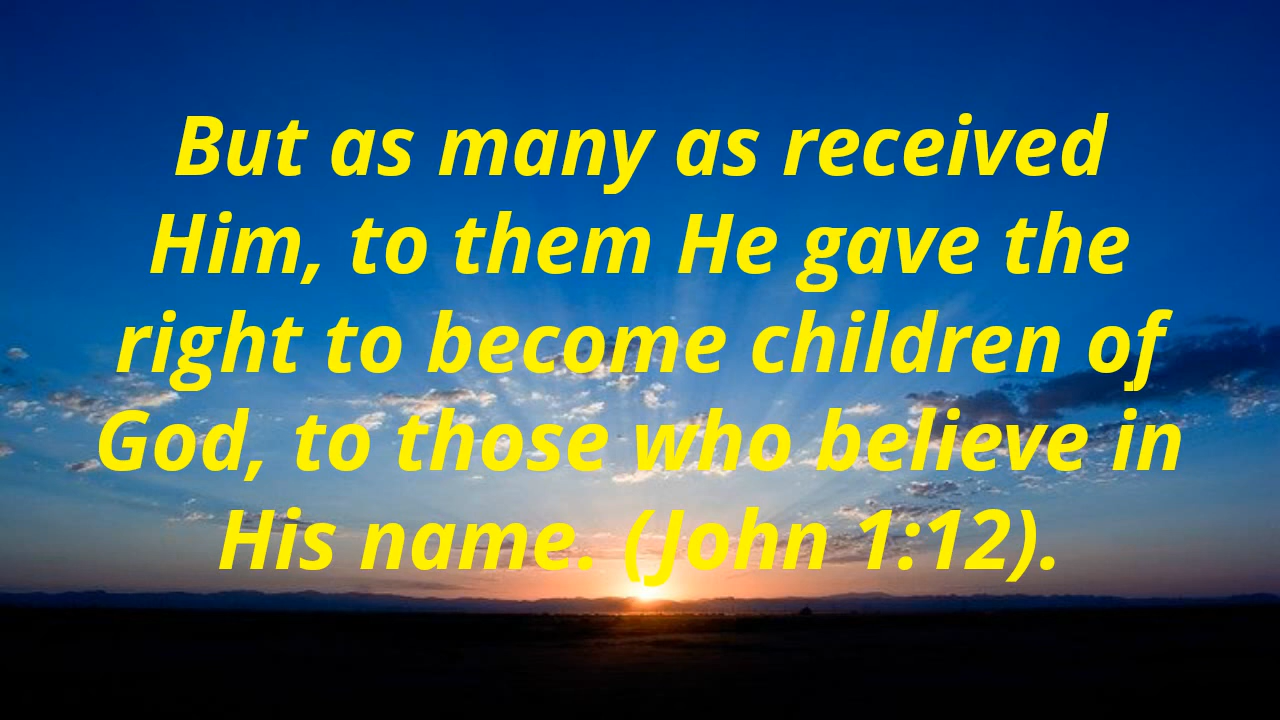 But as many as received
Him, to them He gave the
right to become children of
God, to those who believe in
His name. (John 1:12).